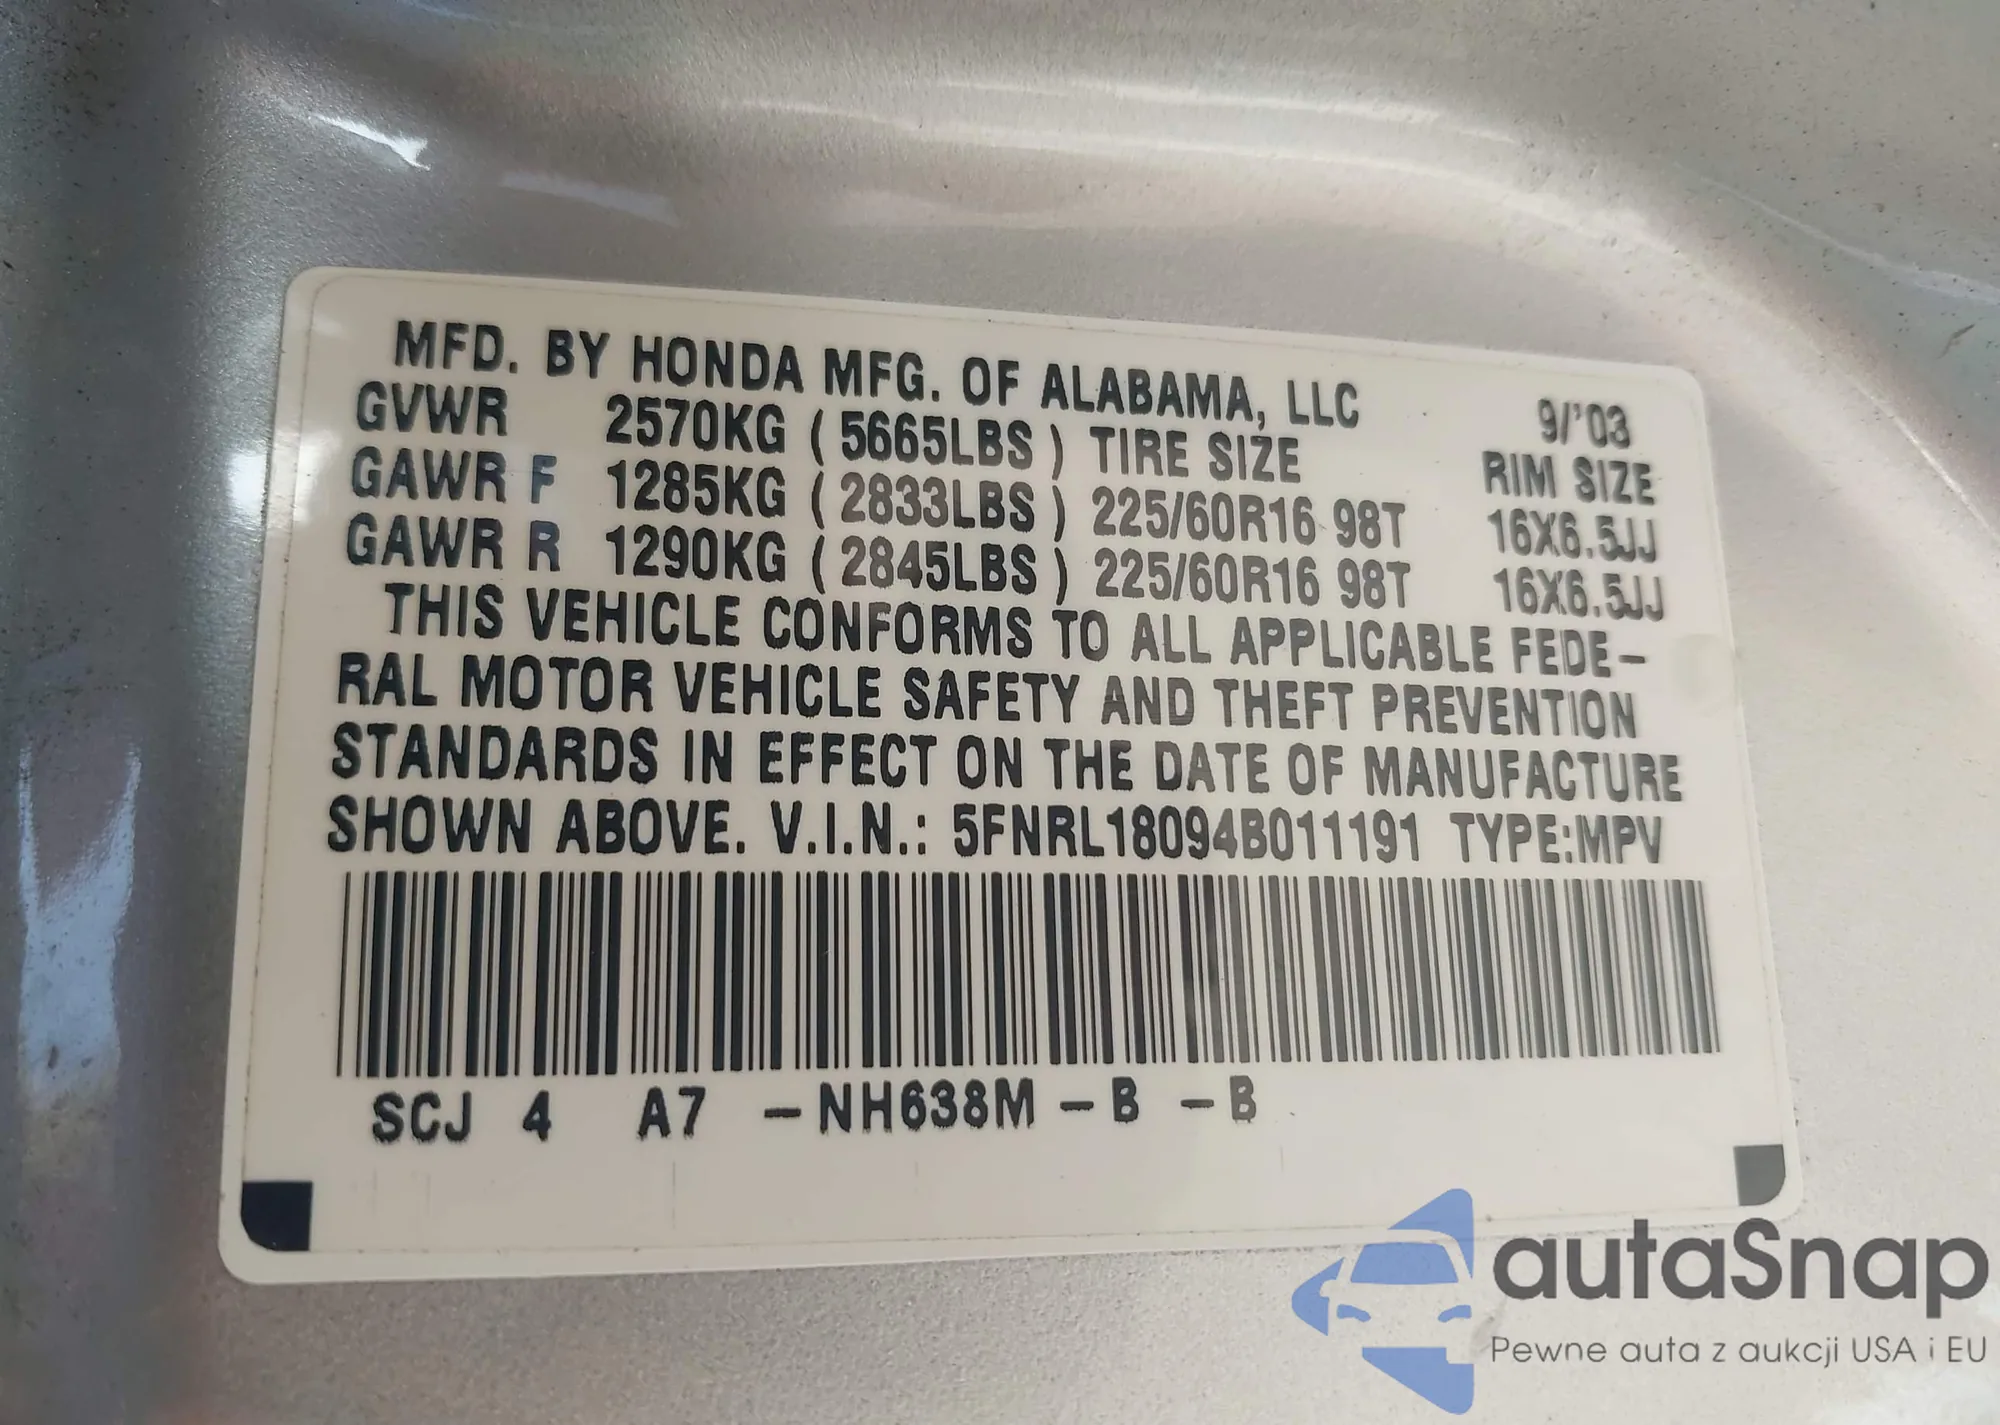 MFD. BY HONDA MFG. OF ALABAMA, LLC 9/'03
GVWR 2570KG ( 5665LBS ) TIRE SIZE RIM SIZE
GAWR F 1285KG ( 2833LBS ) 225/60R16 98T 16X6.5JJ
GAWR R 1290KG ( 2845LBS ) 225/60R16 98T 16X6.5JJ
THIS VEHICLE CONFORMS TO ALL APPLICABLE FEDE–
RAL MOTOR VEHICLE SAFETY AND THEFT PREVENTION
STANDARDS IN EFFECT ON THE DATE OF MANUFACTURE
SHOWN ABOVE. V.I.N.: 5FNRL18094B011191 TYPE:MPV
SCJ 4 A7 –NH638M – B – B
autaSnap
Pewne auta z aukcji USA i EU